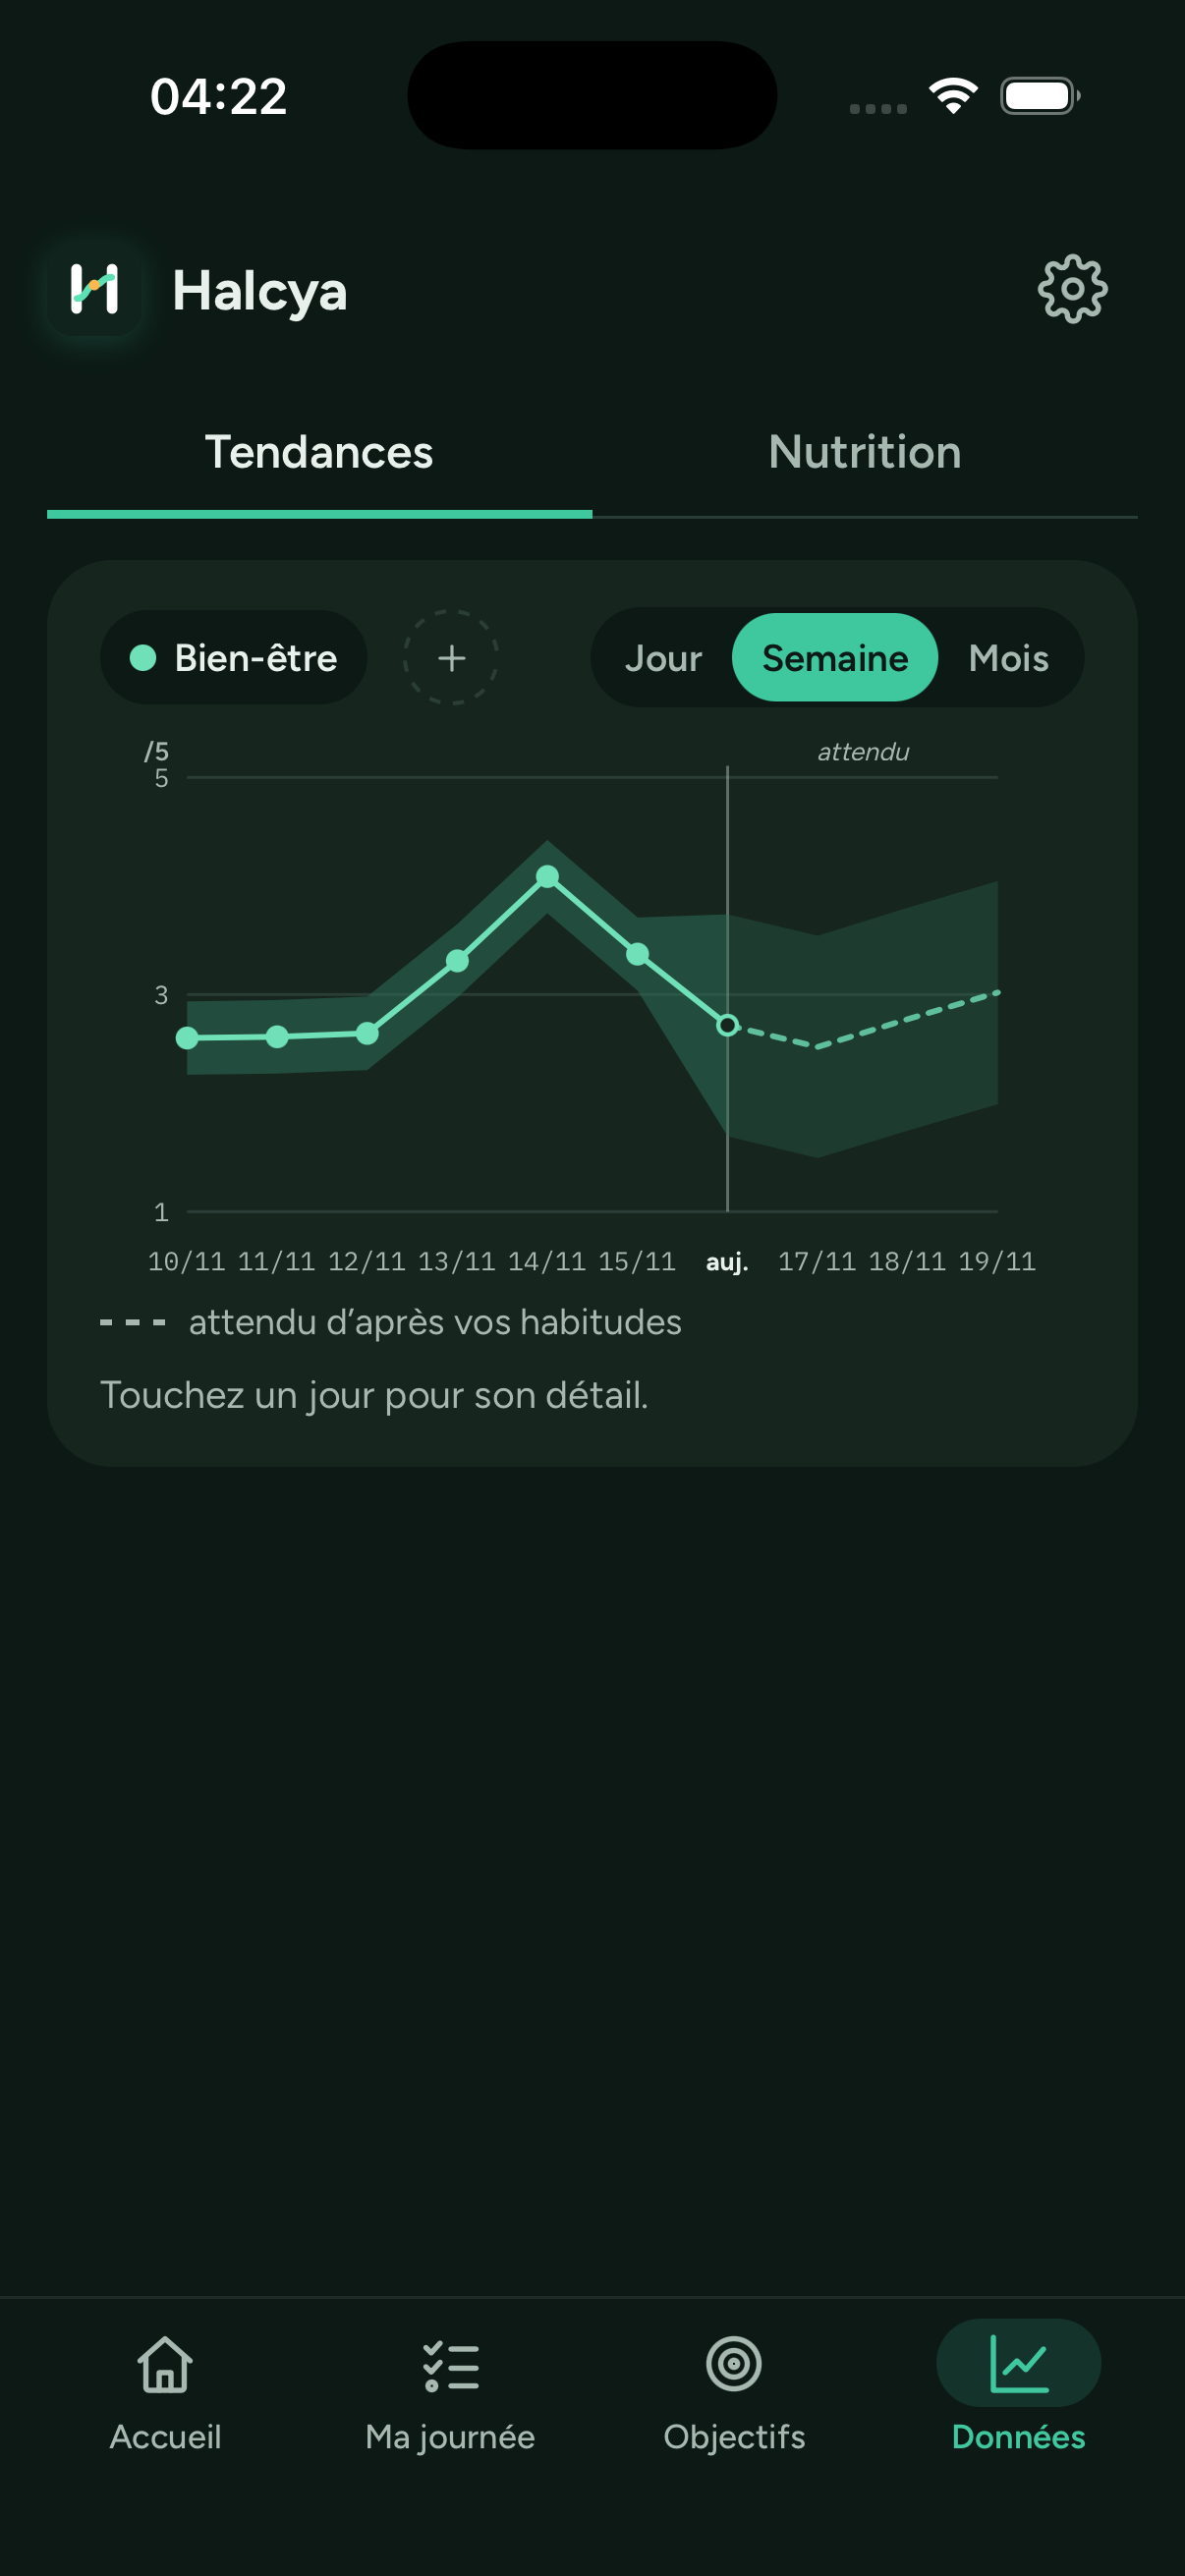 04:22
Halcya
Tendances Nutrition
Bien-être + Jour Semaine Mois
/5 attendu
5
3
1
10/11 11/11 12/11 13/11 14/11 15/11 auj. 17/11 18/11 19/11
attendu d’après vos habitudes
Touchez un jour pour son détail.
Accueil Ma journée Objectifs Données